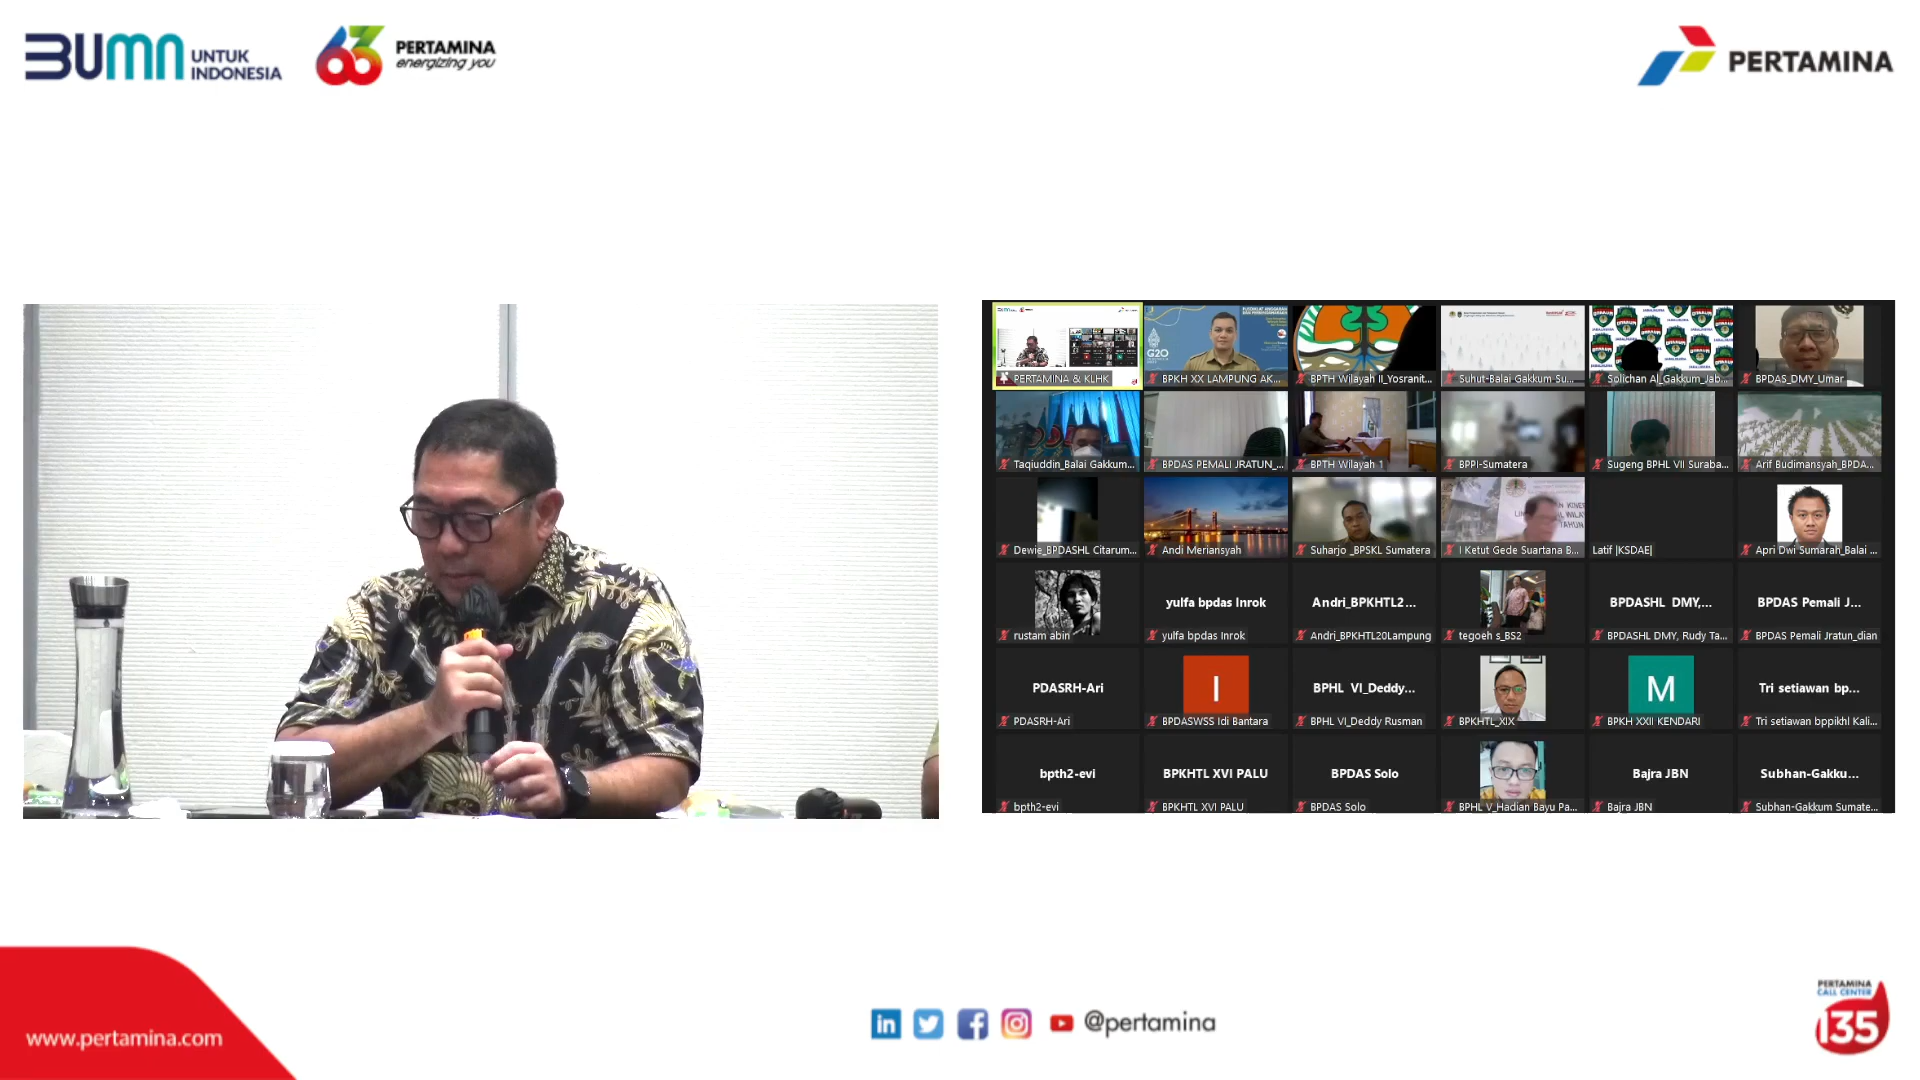 BUMN UNTUK INDONESIA
63 PERTAMINA
energizing you
PERTAMINA
PERTAMINA & KLHK
BPKH XX LAMPUNG AK...
BPTH Wilayah II_Yosranit...
Suhut-Balai Gakkum Su...
Solichan Al_Gakkum_Jab...
BPDAS_DMY_Umar
G20
Taqiuddin_Balai Gakkum...
BPDAS PEMALI JRATUN_...
BPTH Wilayah 1
BPPI-Sumatera
Sugeng BPHL VII Suraba...
Arif Budimansyah_BPDA...
Dewie_BPDASHL Citarum...
Andi Meriansyah
Suharjo _BPSKL Sumatera
I Ketut Gede Suartana B...
Latif |KSDAE|
Apri Dwi Sumarah_Balai ...
yulfa bpdas Inrok
Andri_BPKHTL2...
BPDASHL DMY,...
BPDAS Pemali J...
rustam abin
yulfa bpdas Inrok
Andri_BPKHTL20Lampung
tegoeh s_BS2
BPDASHL DMY, Rudy Ta...
BPDAS Pemali Jratun_dian
PDASRH-Ari
I
BPHL VI_Deddy...
M
Tri setiawan bp...
PDASRH-Ari
BPDASWSS Idi Bantara
BPHL VI_Deddy Rusman
BPKHTL_XIX
BPKH XXII KENDARI
Tri setiawan bppikhl Kali...
bpth2-evi
BPKHTL XVI PALU
BPDAS Solo
Bajra JBN
Subhan-Gakku...
bpth2-evi
BPKHTL XVI PALU
BPDAS Solo
BPHL V_Hadian Bayu Pa...
Bajra JBN
Subhan-Gakkum Sumate...
www.pertamina.com
@pertamina
PERTAMINA
CALL CENTER
135